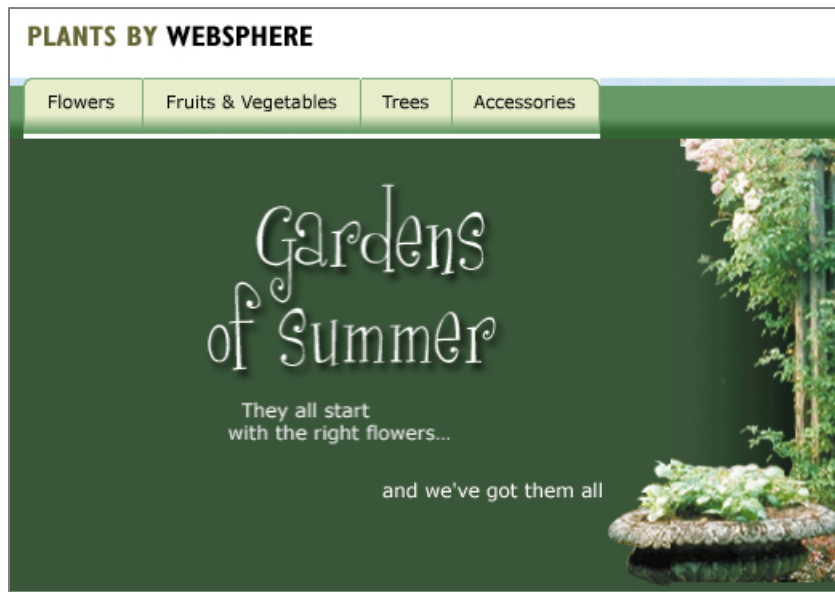 PLANTS BY WEBSPHERE
Flowers Fruits & Vegetables Trees Accessories
Gardens
of Summer
They all start
with the right flowers...
and we've got them all